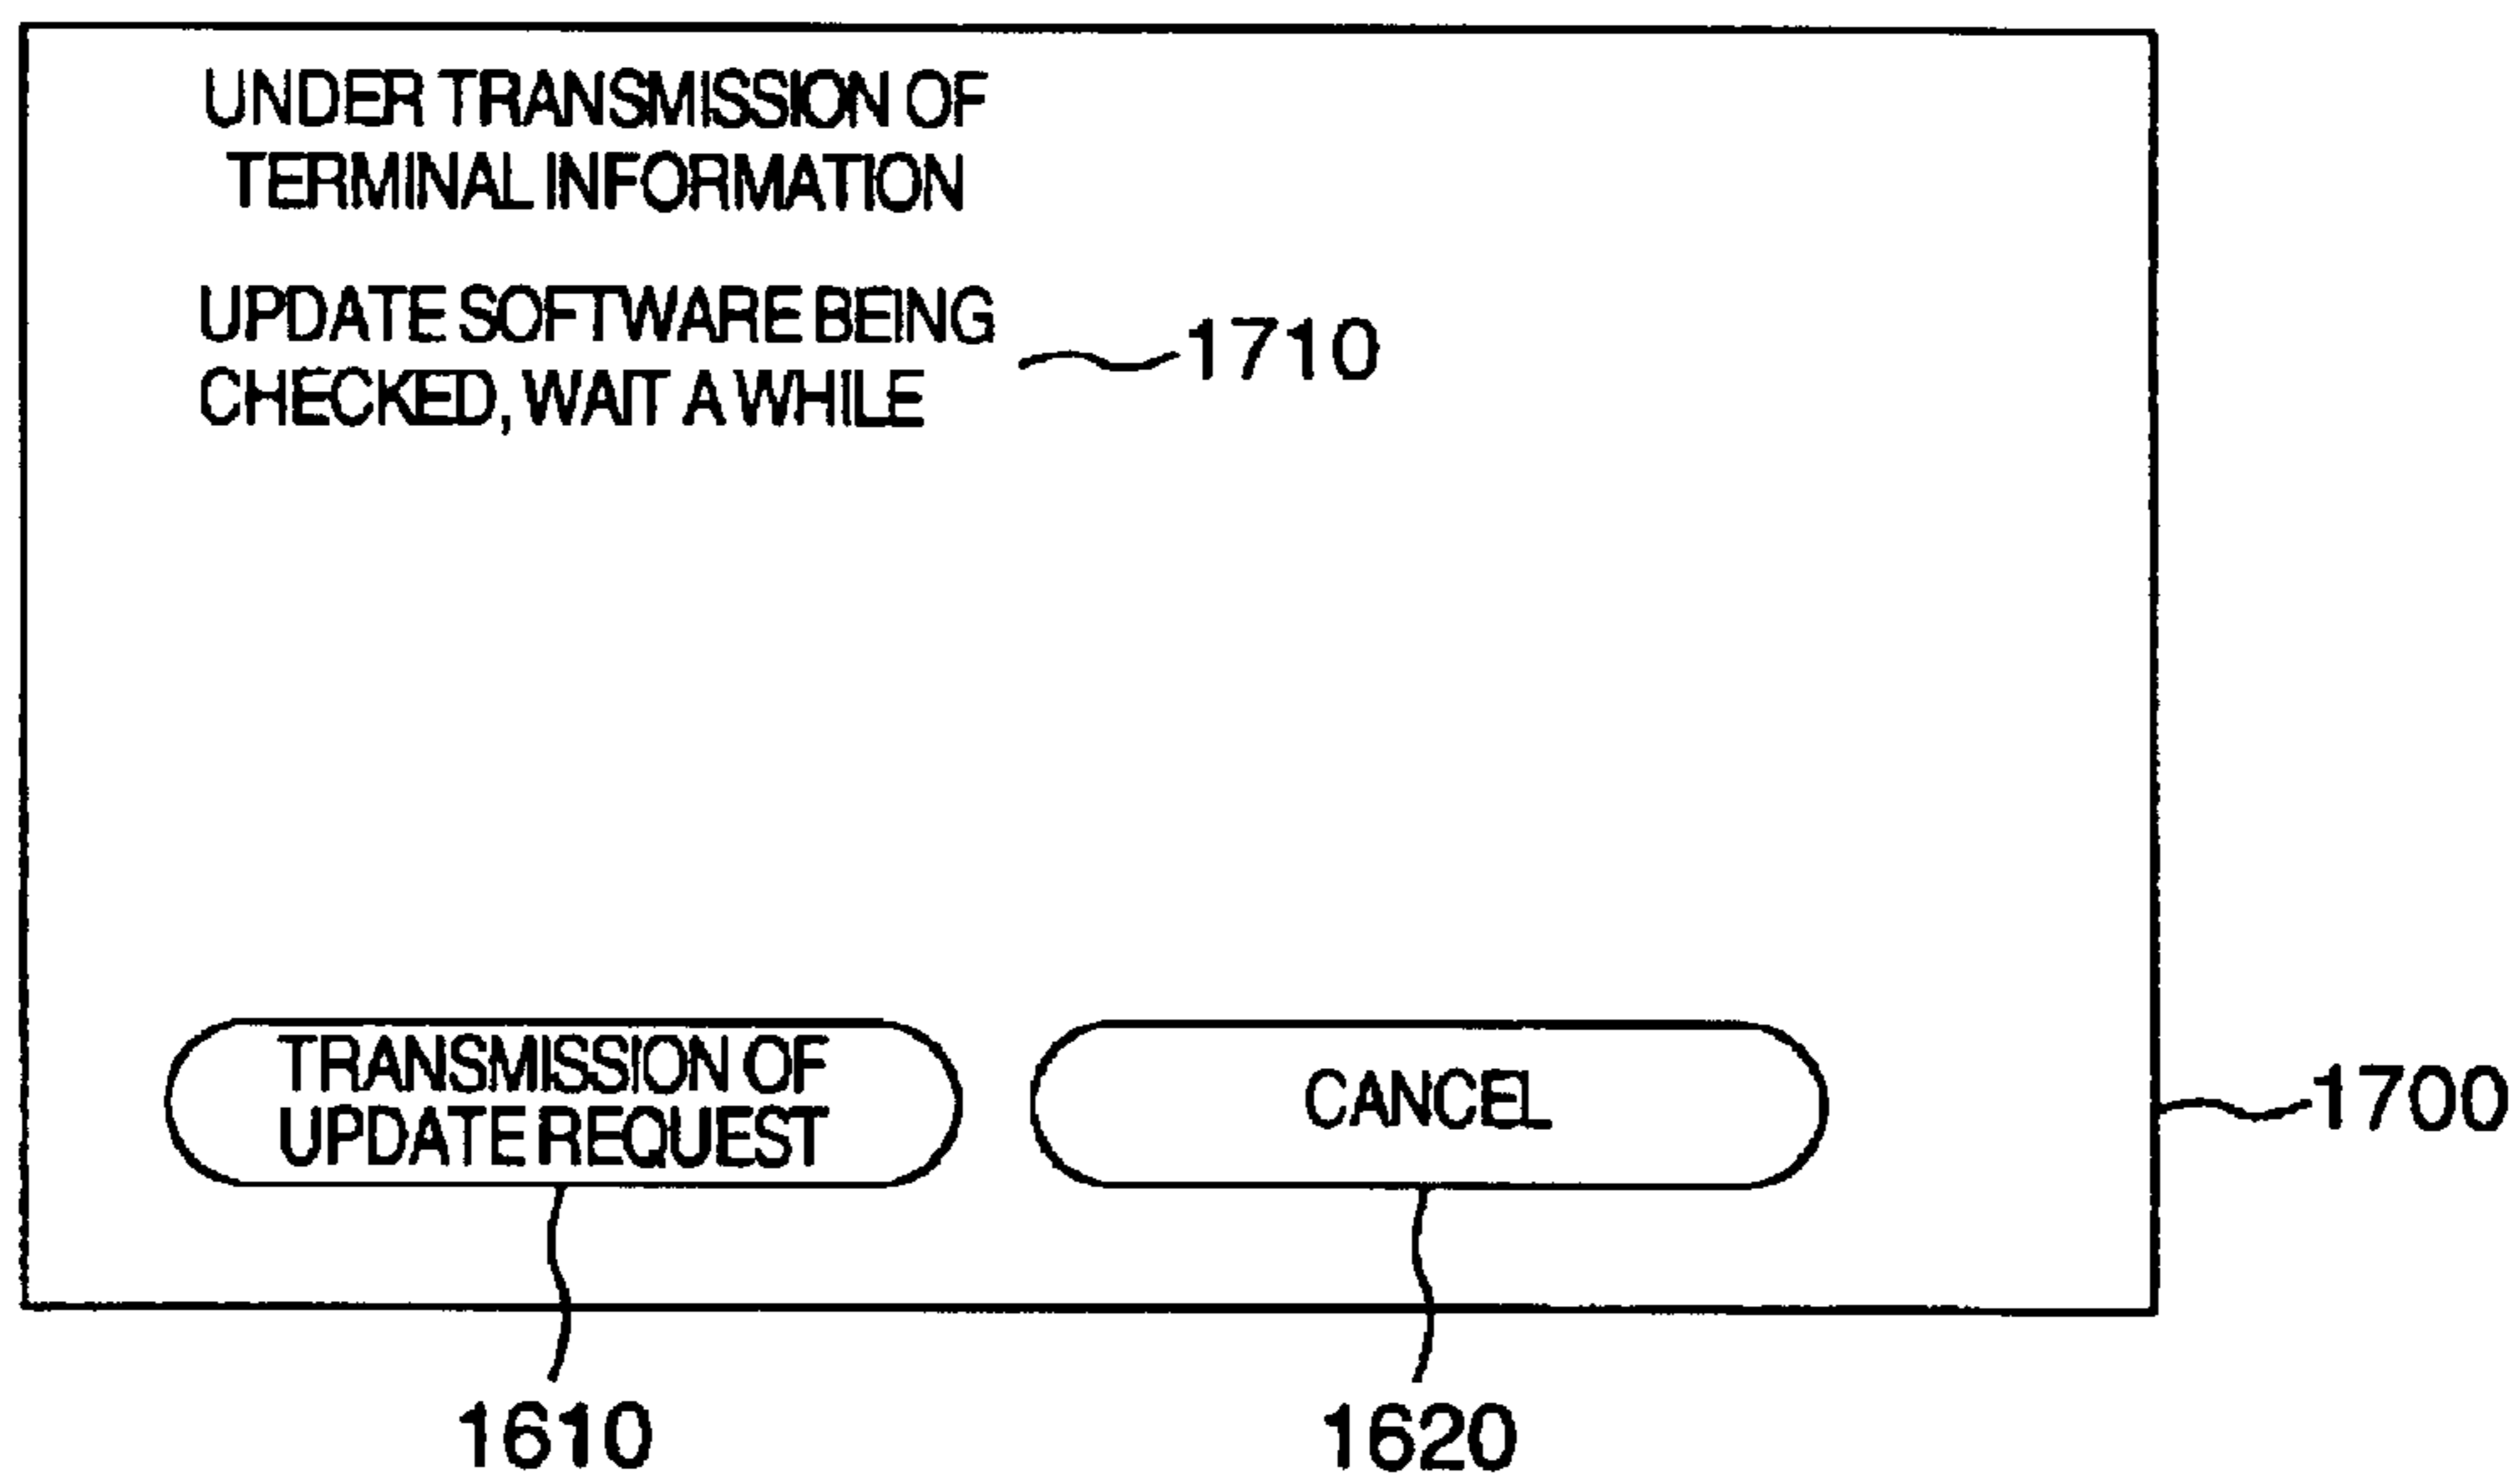 UNDER TRANSMISSION OF
TERMINAL INFORMATION
UPDATE SOFTWARE BEING
CHECKED, WAIT A WHILE
1710
TRANSMISSION OF
UPDATE REQUEST
CANCEL
1700
1610
1620